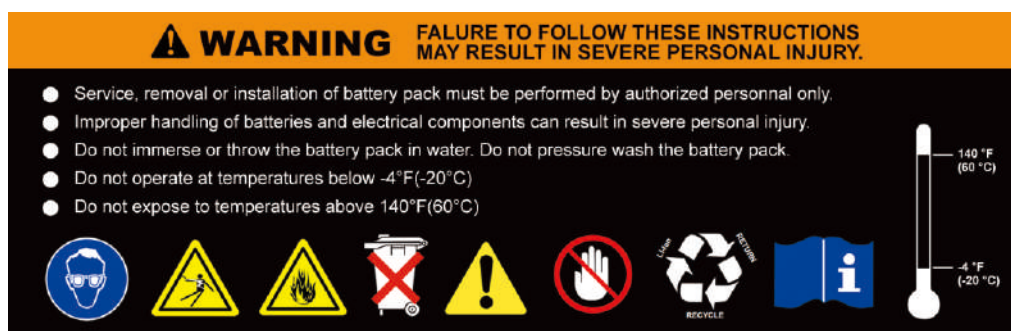 WARNING
FALURE TO FOLLOW THESE INSTRUCTIONS
MAY RESULT IN SEVERE PERSONAL INJURY.
Service, removal or installation of battery pack must be performed by authorized personnal only.
Improper handling of batteries and electrical components can result in severe personal injury.
Do not immerse or throw the battery pack in water. Do not pressure wash the battery pack.
Do not operate at temperatures below -4°F(-20°C)
Do not expose to temperatures above 140°F(60°C)
140 °F
(60 °C)
-4 °F
(-20 °C)
Li-ion
RETURN
RECYCLE
i